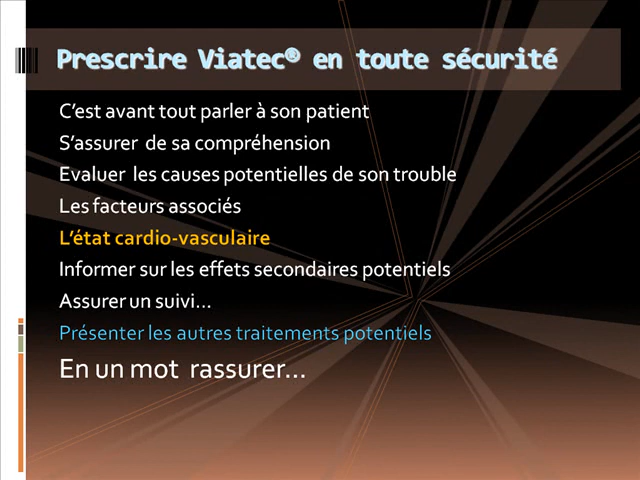 Prescrire Viatec® en toute sécurité
C'est avant tout parler à son patient
S'assurer de sa compréhension
Evaluer les causes potentielles de son trouble
Les facteurs associés
L'état cardio-vasculaire
Informer sur les effets secondaires potentiels
Assurer un suivi...
Présenter les autres traitements potentiels
En un mot rassurer...